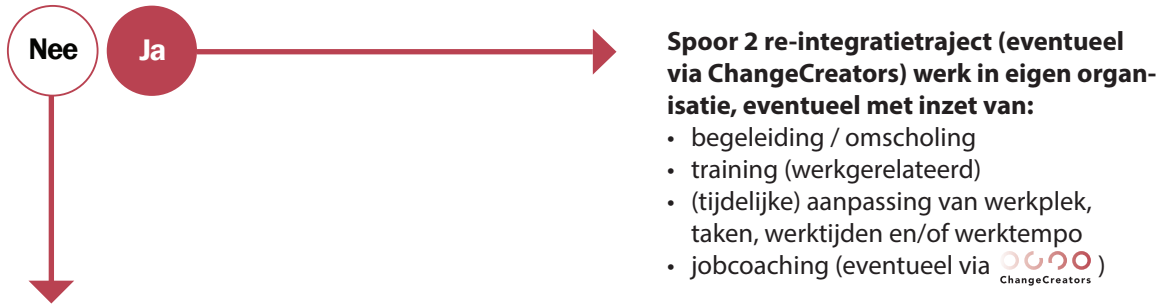 Nee
Ja
Spoor 2 re-integratietraject (eventueel
via ChangeCreators) werk in eigen organ-
isatie, eventueel met inzet van:
• begeleiding / omscholing
• training (werkgerelateerd)
• (tijdelijke) aanpassing van werkplek,
taken, werktijden en/of werktempo
• jobcoaching (eventueel via ChangeCreators )